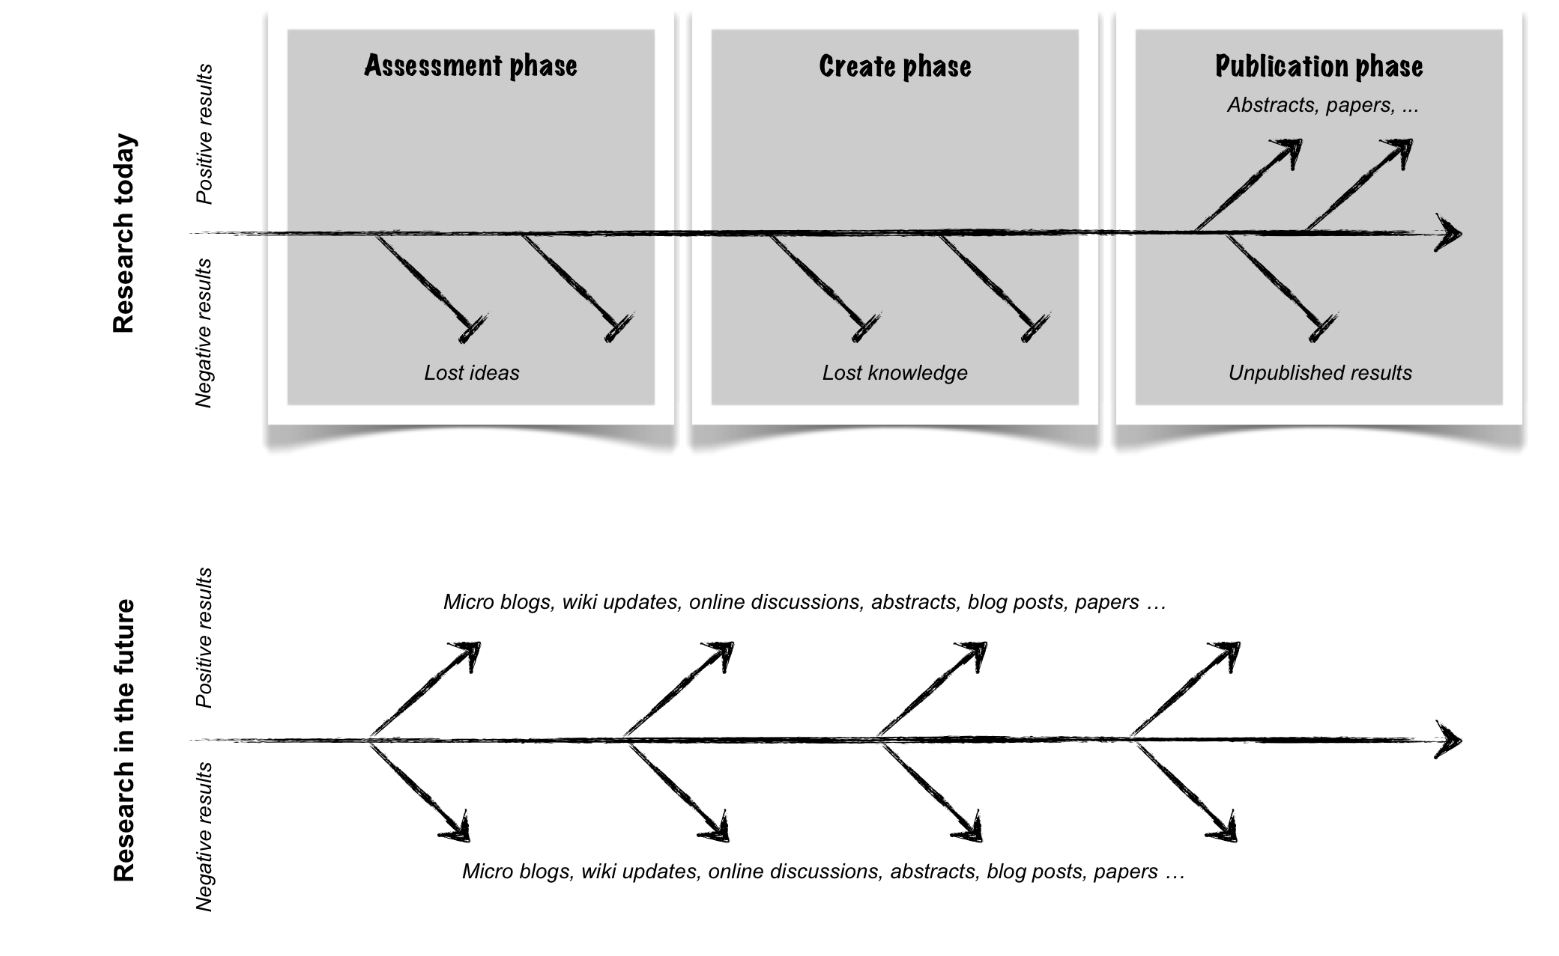 Research today
Positive results
Negative results
Assessment phase
Lost ideas
Create phase
Lost knowledge
Publication phase
Abstracts, papers, ...
Unpublished results
Research in the future
Positive results
Negative results
Micro blogs, wiki updates, online discussions, abstracts, blog posts, papers …
Micro blogs, wiki updates, online discussions, abstracts, blog posts, papers …